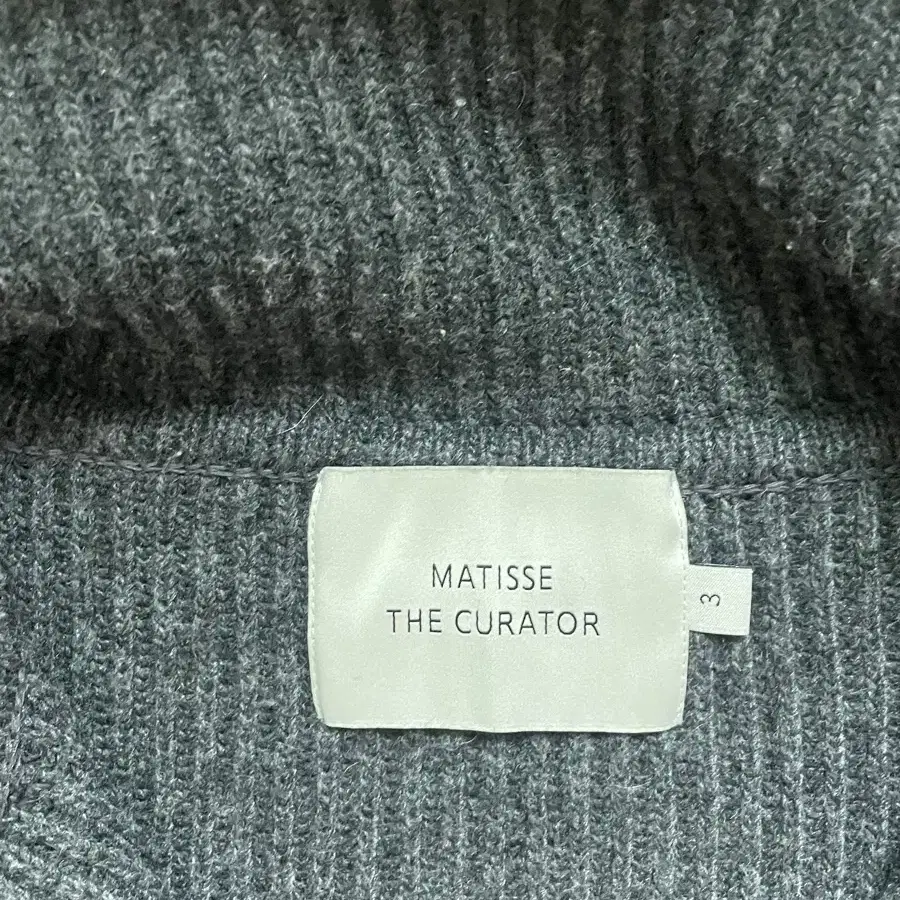 MATISSE
THE CURATOR
3